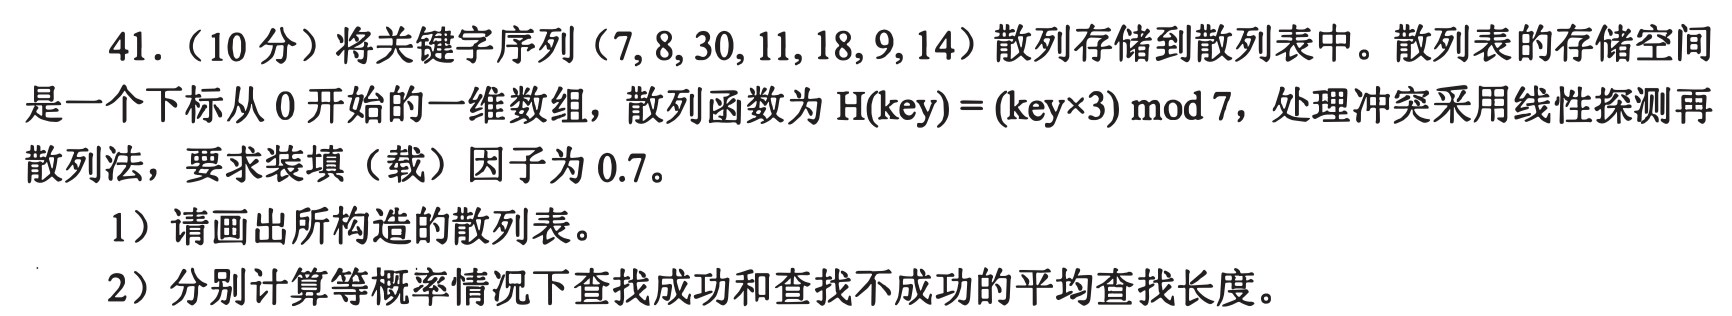 41.（10 分）将关键字序列（7, 8, 30, 11, 18, 9, 14）散列存储到散列表中。散列表的存储空间
是一个下标从 0 开始的一维数组，散列函数为 H(key) = (key×3) mod 7，处理冲突采用线性探测再
散列法，要求装填（载）因子为 0.7。
1）请画出所构造的散列表。
2）分别计算等概率情况下查找成功和查找不成功的平均查找长度。